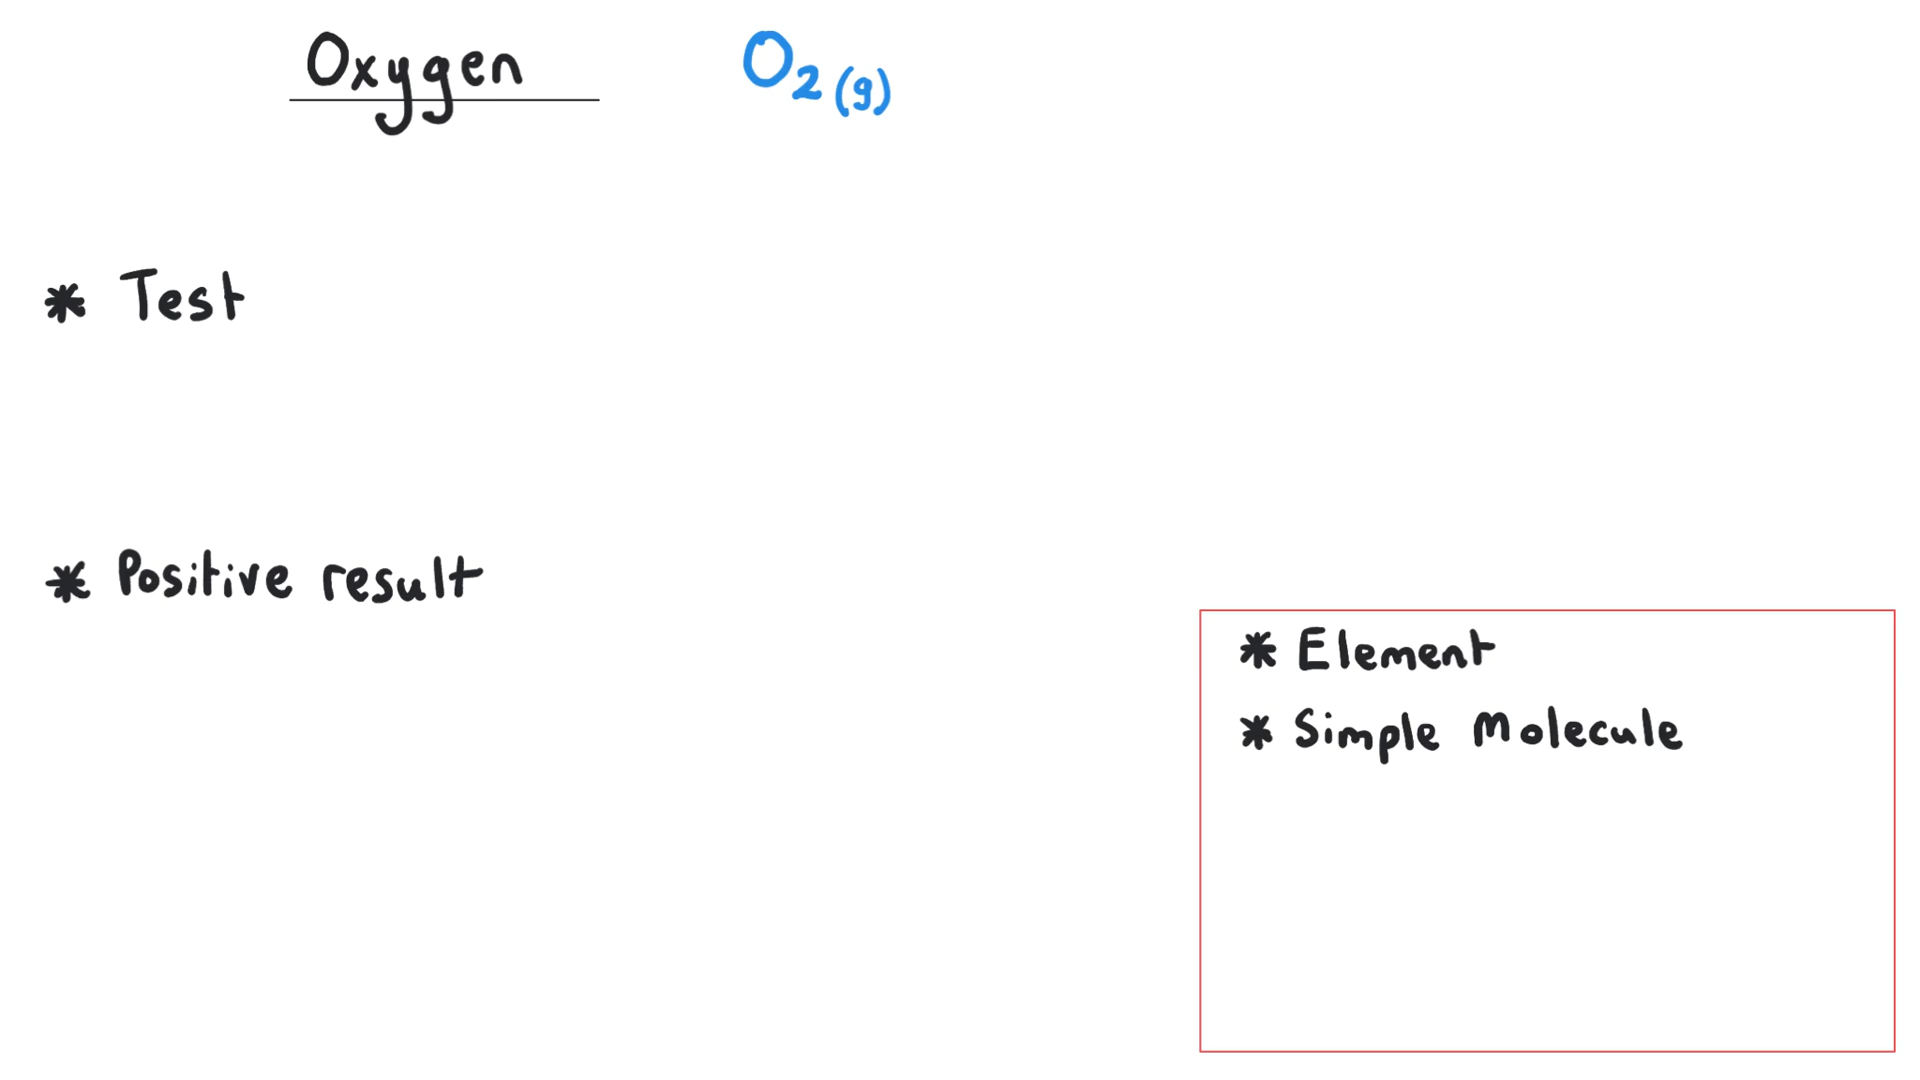 Oxygen O₂(g)
* Test
* Positive result
* Element
* Simple Molecule